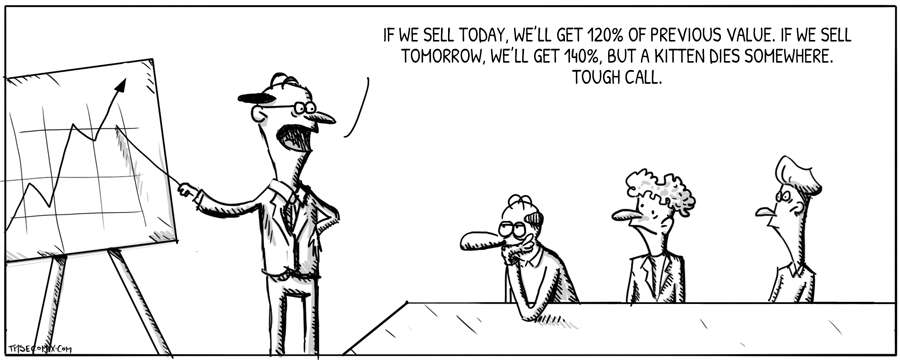 IF WE SELL TODAY, WE'LL GET 120% OF PREVIOUS VALUE. IF WE SELL
TOMORROW, WE'LL GET 140%, BUT A KITTEN DIES SOMEWHERE.
TOUGH CALL.